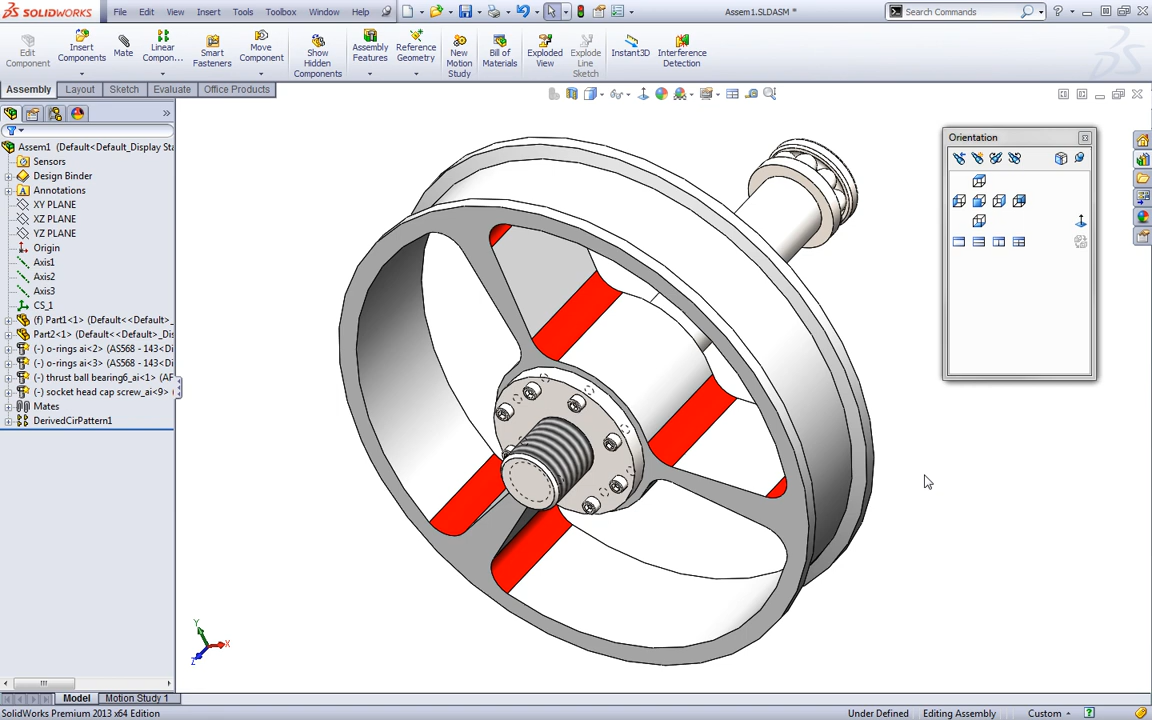 SOLIDWORKS File Edit View Insert Tools Toolbox Window Help Assem1.SLDASM * Search Commands
Edit Component
Insert Components
Mate
Linear Compon...
Smart Fasteners
Move Component
Show Hidden Components
Assembly Features
Reference Geometry
New Motion Study
Bill of Materials
Exploded View
Explode Line Sketch
Instant3D
Interference Detection
Assembly Layout Sketch Evaluate Office Products
Orientation
Assem1 (Default<Default_Display Sta
Sensors
Design Binder
Annotations
XY PLANE
XZ PLANE
YZ PLANE
Origin
Axis1
Axis2
Axis3
CS_1
(f) Part1<1> (Default<<Default>_
Part2<1> (Default<<Default>_Dis
(-) o-rings ai<2> (AS568 - 143<Di
(-) o-rings ai<3> (AS568 - 143<Di
(-) thrust ball bearing6_ai<1> (AF
(-) socket head cap screw_ai<9> (
Mates
DerivedCirPattern1
Y
X
Z
Model Motion Study 1
SolidWorks Premium 2013 x64 Edition Under Defined Editing Assembly Custom